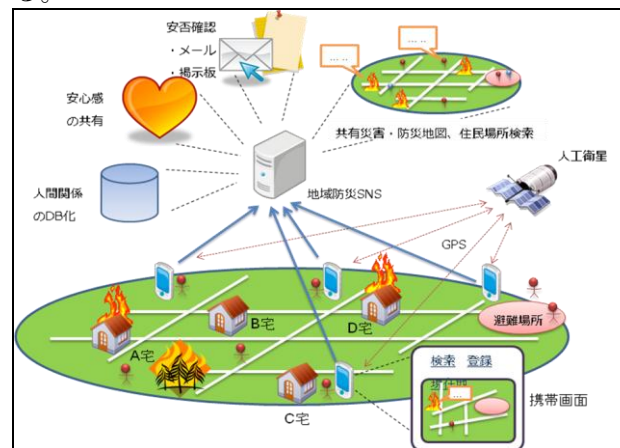 る。
安否確認
・メール
・掲示板
安心感
の共有
共有災害・防災地図、住民場所検索
人工衛星
人間関係
のDB化
地域防災SNS
GPS
A宅
B宅
D宅
避難場所
C宅
検索 登録
携帯画面